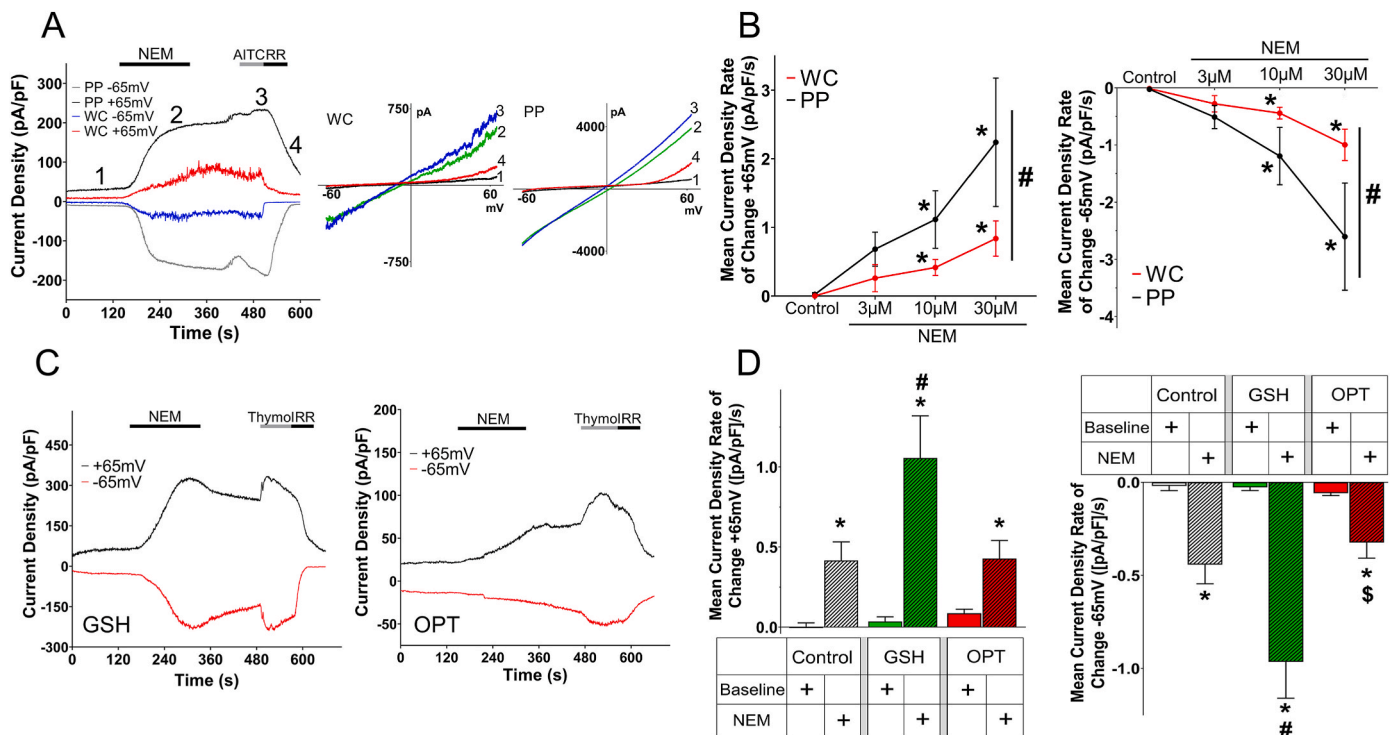 A
NEM
AITC
RR
PP -65mV
PP +65mV
WC -65mV
WC +65mV
Current Density (pA/pF)
300
200
100
0
-100
-200
0
120
240
360
480
600
Time (s)
1
2
3
4
WC
750
pA
-60
60
mV
-750
3
2
4
1
PP
4000
pA
-60
60
mV
-4000
3
2
4
1
B
Mean Current Density Rate
of Change +65mV (pA/pF/s)
WC
PP
3
2
1
0
*
*
*
*
#
Control
3µM
10µM
30µM
NEM
NEM
Control
3µM
10µM
30µM
Mean Current Density Rate
of Change -65mV (pA/pF/s)
0
-1
-2
-3
-4
*
*
*
*
#
WC
PP
C
NEM
Thymol
RR
+65mV
-65mV
Current Density (pA/pF)
450
300
150
0
-150
-300
GSH
0
120
240
360
480
600
Time (s)
NEM
Thymol
RR
+65mV
-65mV
Current Density (pA/pF)
200
150
100
50
0
-50
OPT
0
120
240
360
480
600
Time (s)
D
Mean Current Density Rate of
Change +65mV ([pA/pF]/s)
1.0
0.5
0.0
*
#
*
*
Control
GSH
OPT
Baseline + + +
NEM + + +
Control
GSH
OPT
Baseline + + +
NEM + + +
Mean Current Density Rate of
Change -65mV ([pA/pF]/s)
0.0
-0.5
-1.0
*
*
#
*
$